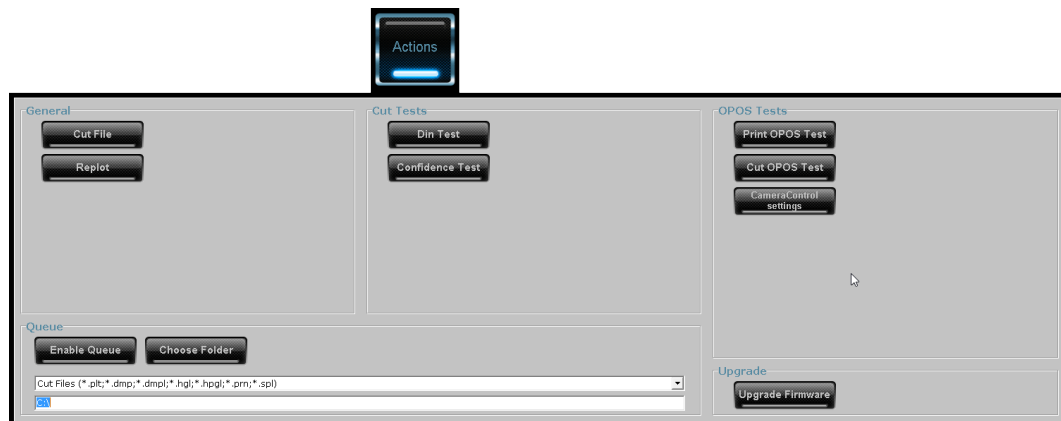 Actions
General
Cut File
Replot
Cut Tests
Din Test
Confidence Test
OPOS Tests
Print OPOS Test
Cut OPOS Test
CameraControl
settings
Queue
Enable Queue
Choose Folder
Cut Files (*.plt;*.dmp;*.dmpl;*.hgl;*.hpgl;*.prn;*.spl)
C:\
Upgrade
Upgrade Firmware